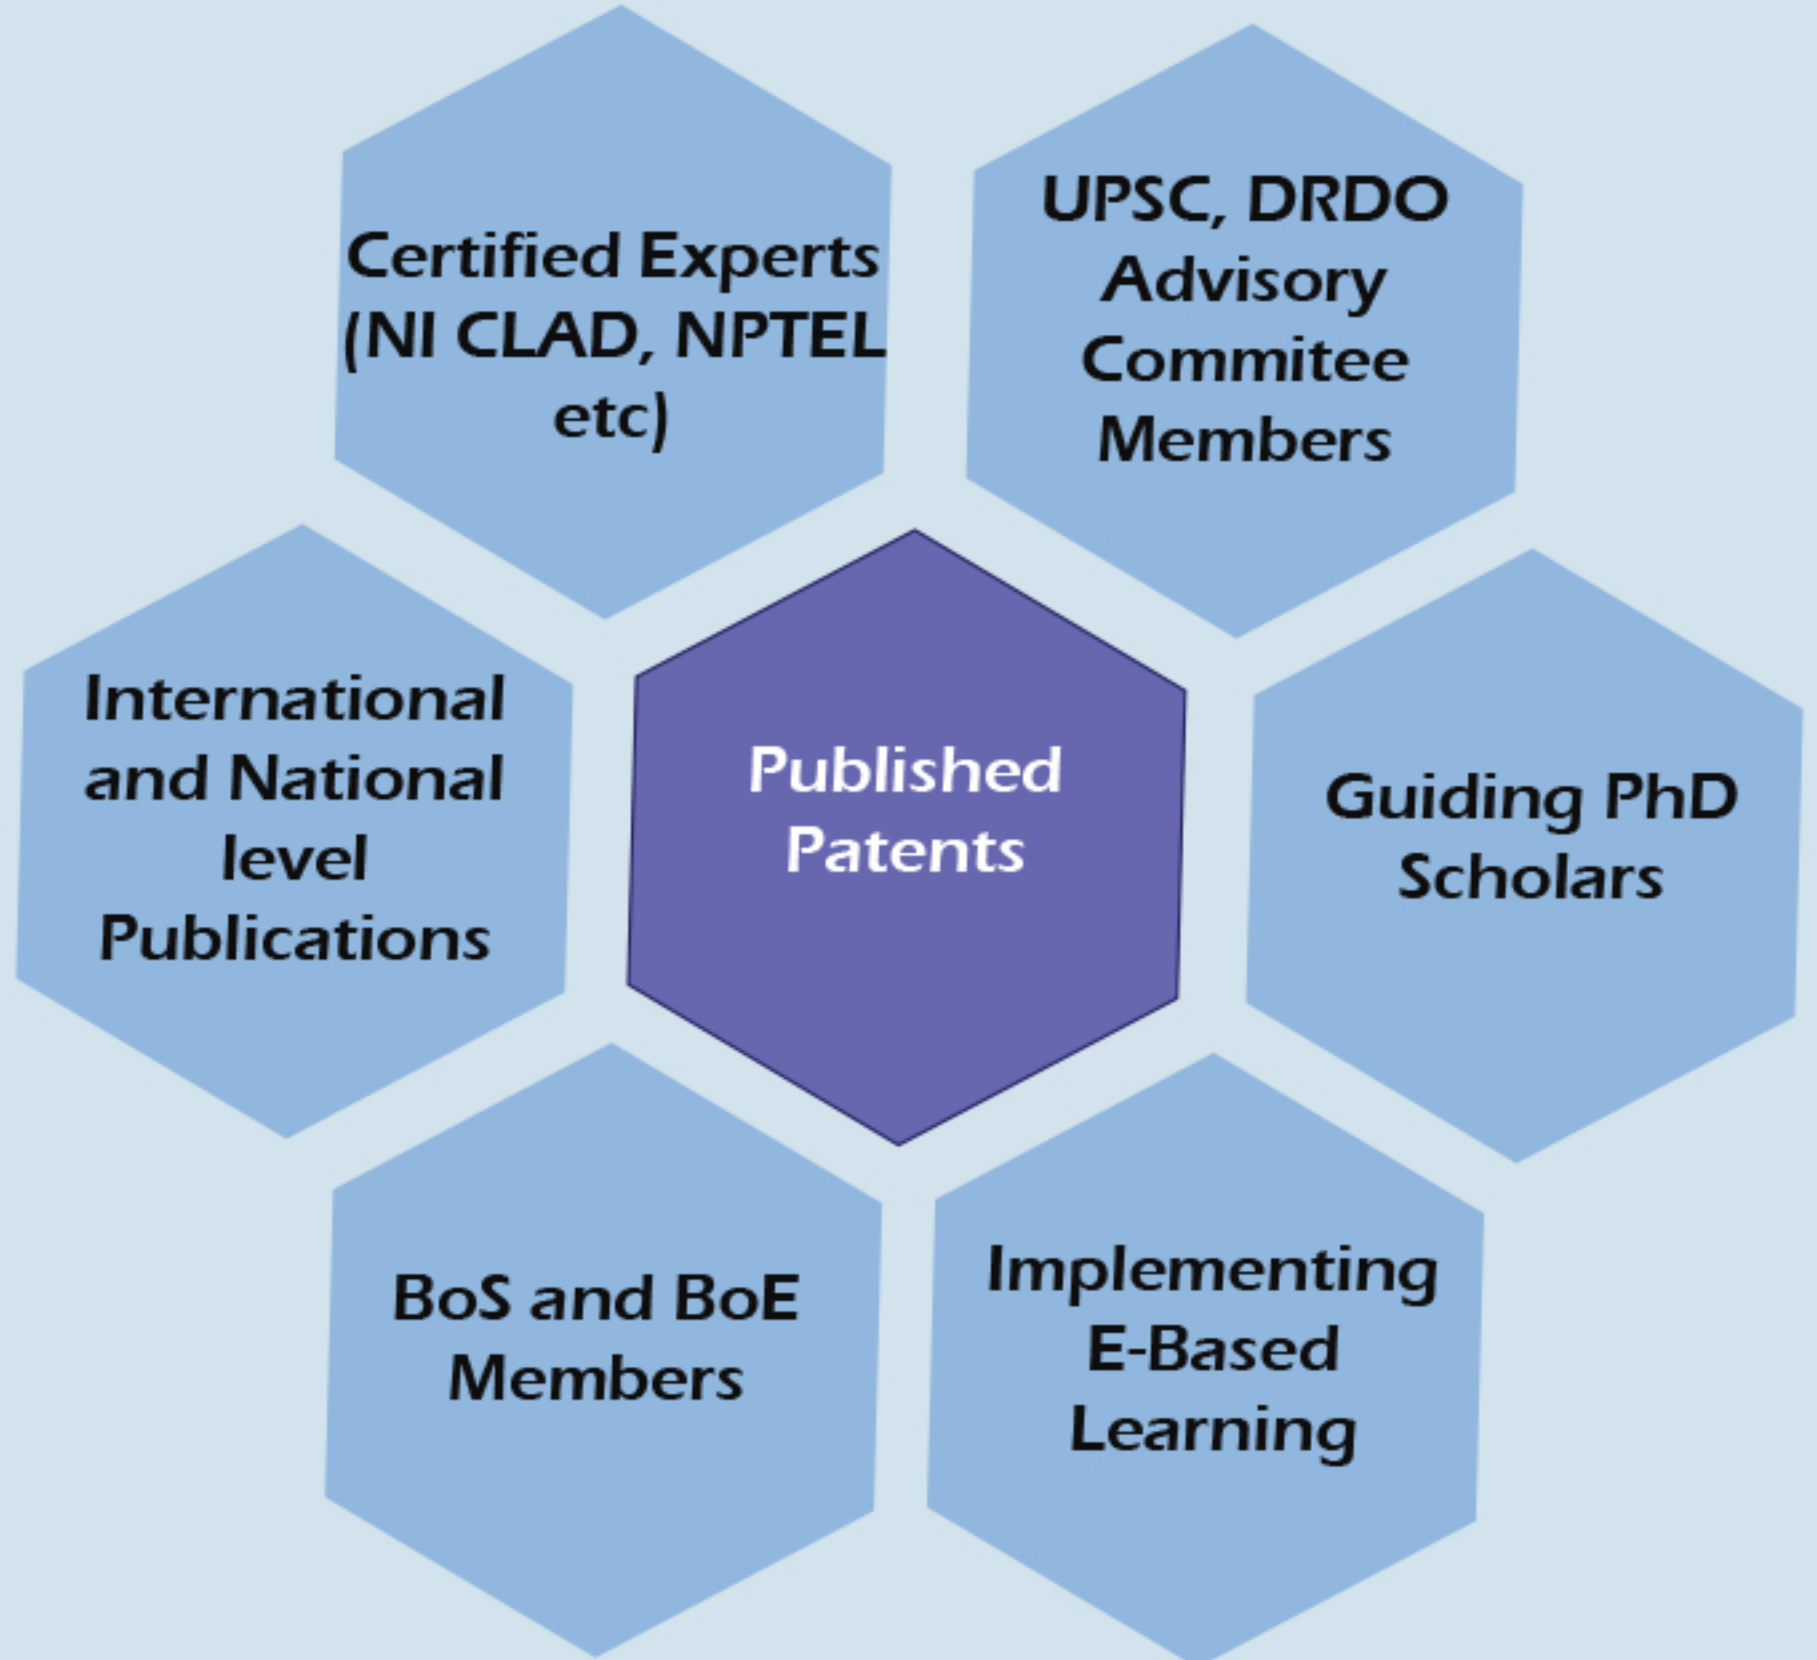 Certified Experts
(NI CLAD, NPTEL
etc)
UPSC, DRDO
Advisory
Commitee
Members
International
and National
level
Publications
Published
Patents
Guiding PhD
Scholars
BoS and BoE
Members
Implementing
E-Based
Learning